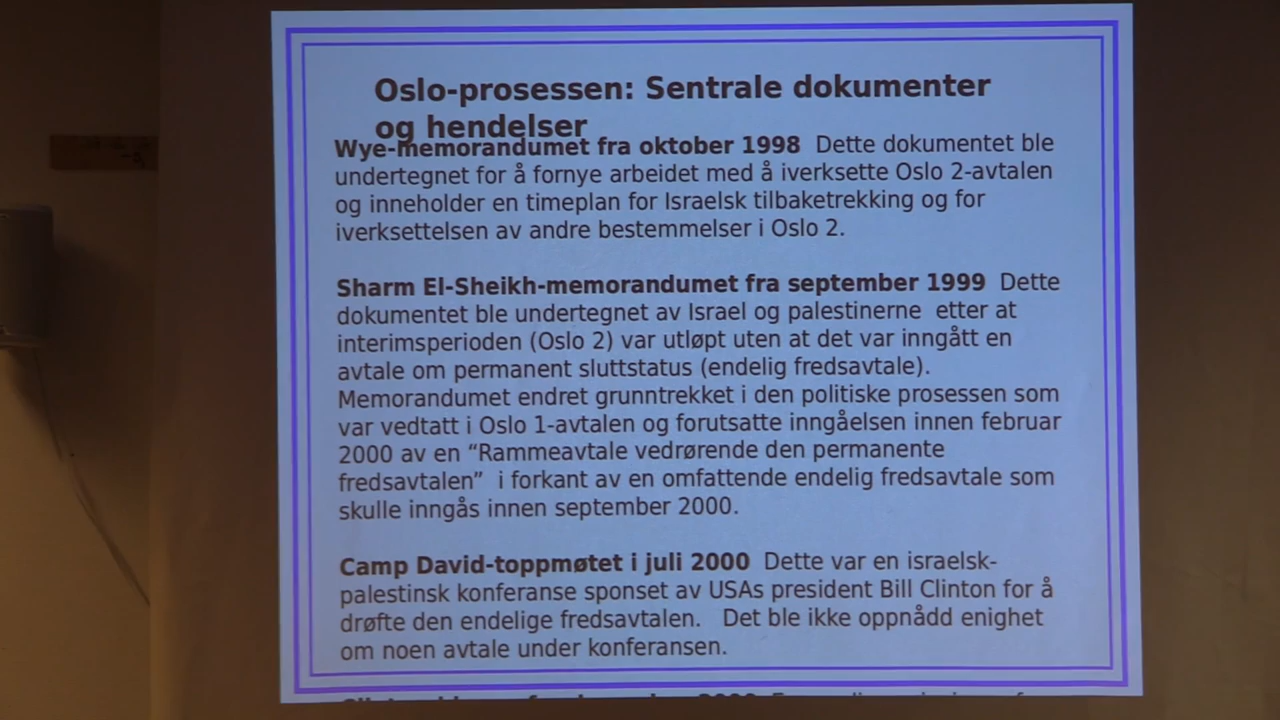 Oslo-prosessen: Sentrale dokumenter
og hendelser
Wye-memorandumet fra oktober 1998  Dette dokumentet ble
undertegnet for å fornye arbeidet med å iverksette Oslo 2-avtalen
og inneholder en timeplan for Israelsk tilbaketrekking og for
iverksettelsen av andre bestemmelser i Oslo 2.
Sharm El-Sheikh-memorandumet fra september 1999  Dette
dokumentet ble undertegnet av Israel og palestinerne  etter at
interimsperioden (Oslo 2) var utløpt uten at det var inngått en
avtale om permanent sluttstatus (endelig fredsavtale).
Memorandumet endret grunntrekket i den politiske prosessen som
var vedtatt i Oslo 1-avtalen og forutsatte inngåelsen innen februar
2000 av en “Rammeavtale vedrørende den permanente
fredsavtalen”  i forkant av en omfattende endelig fredsavtale som
skulle inngås innen september 2000.
Camp David-toppmøtet i juli 2000  Dette var en israelsk-
palestinsk konferanse sponset av USAs president Bill Clinton for å
drøfte den endelige fredsavtalen.   Det ble ikke oppnådd enighet
om noen avtale under konferansen.